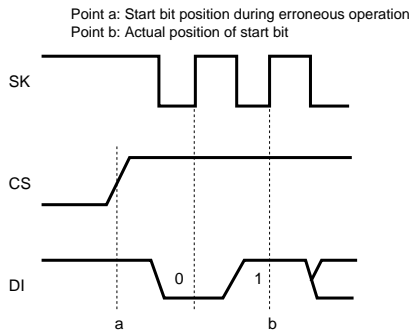 Point a: Start bit position during erroneous operation
Point b: Actual position of start bit
SK
CS
DI
0
1
a
b